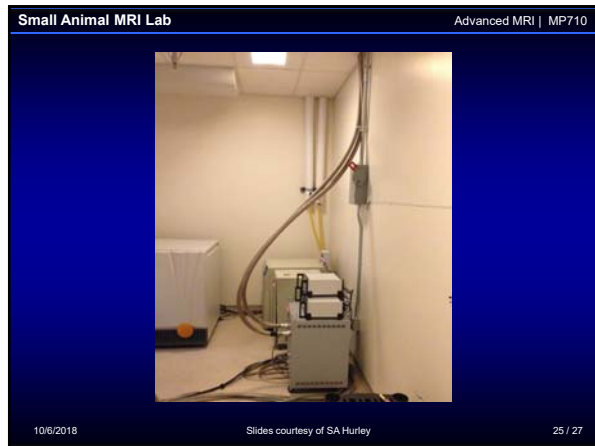 Small Animal MRI Lab
Advanced MRI | MP710
10/6/2018
Slides courtesy of SA Hurley
25 / 27